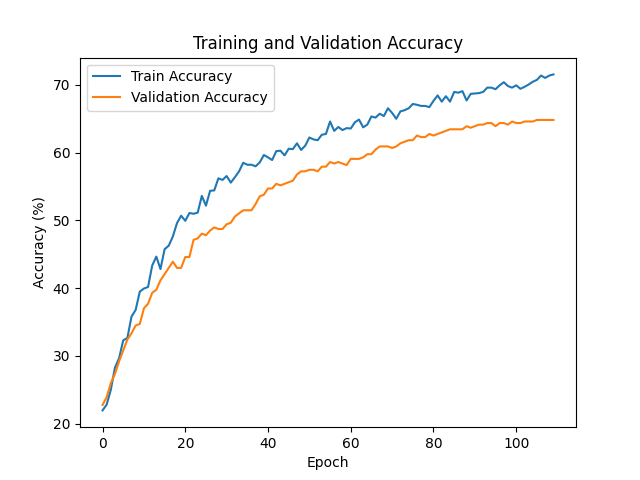 Training and Validation Accuracy
Train Accuracy
Validation Accuracy
70
60
50
40
30
20
Accuracy (%)
0 20 40 60 80 100
Epoch